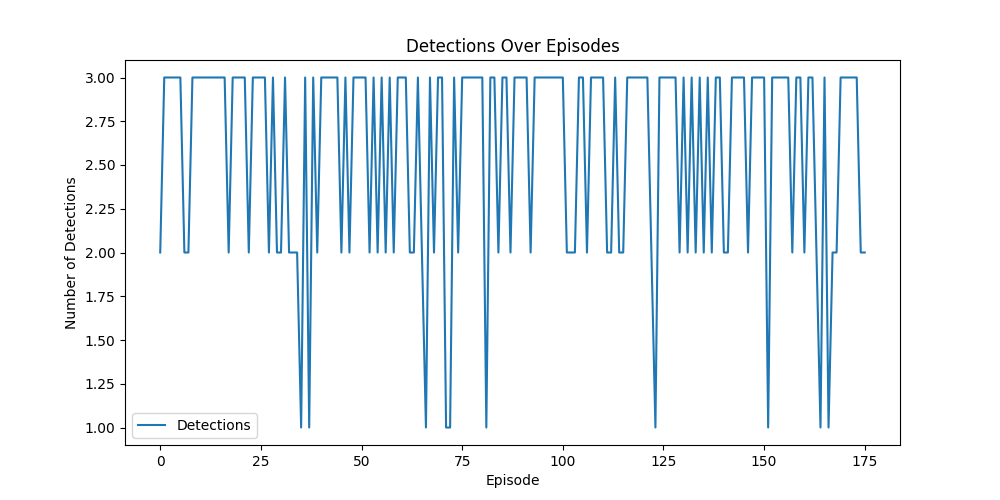 Detections Over Episodes
Number of Detections
3.00
2.75
2.50
2.25
2.00
1.75
1.50
1.25
1.00
Detections
0 25 50 75 100 125 150 175
Episode